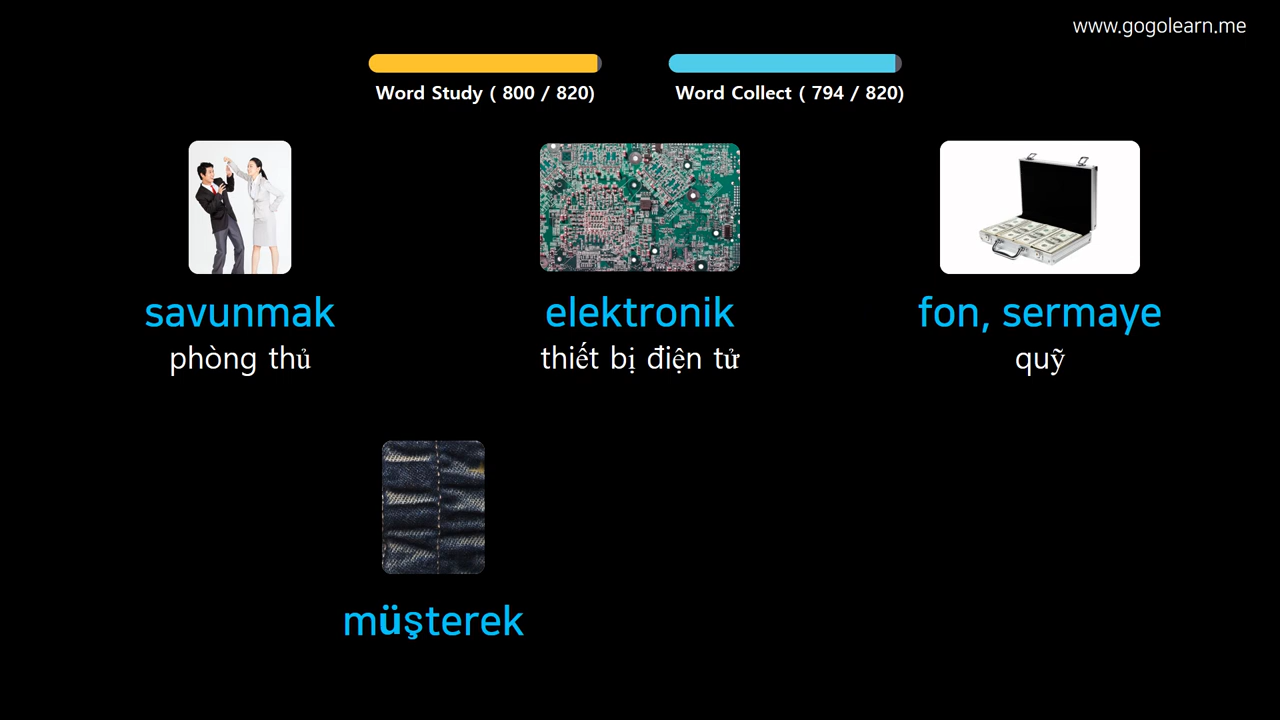 www.gogolearn.me
Word Study ( 800 / 820)
Word Collect ( 794 / 820)
savunmak
phòng thủ
elektronik
thiết bị điện tử
fon, sermaye
quỹ
müşterek